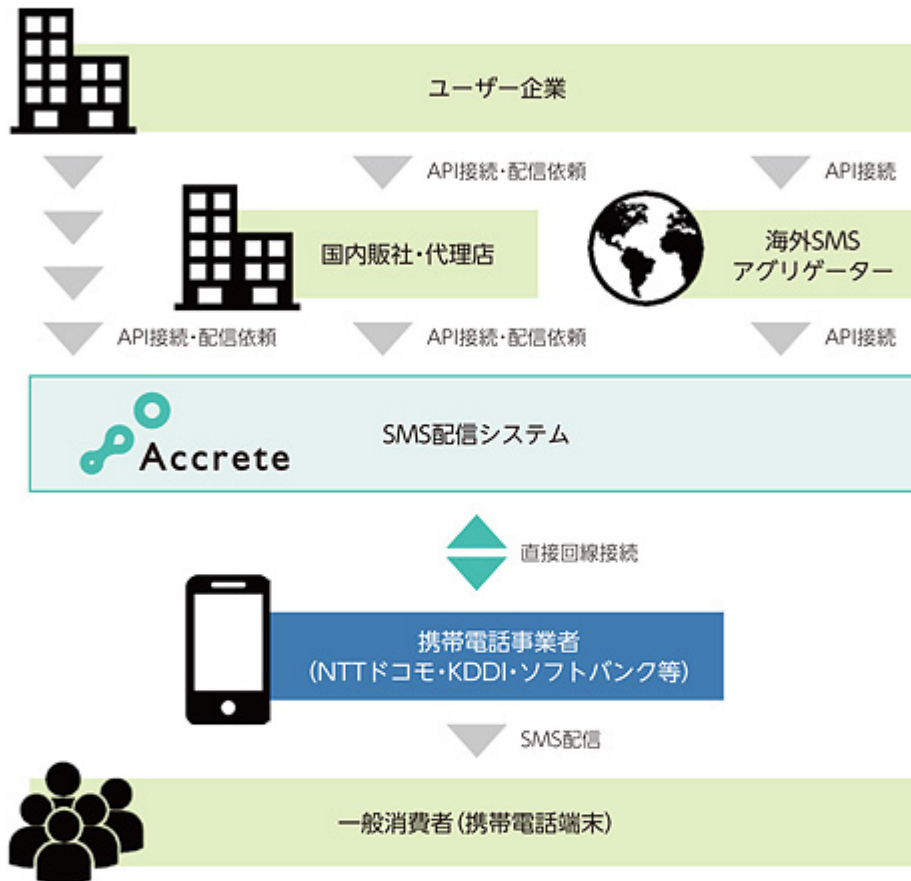 ユーザー企業
API接続・配信依頼
API接続
国内販社・代理店
海外SMS
アグリゲーター
API接続・配信依頼
API接続・配信依頼
API接続
Accrete
SMS配信システム
直接回線接続
携帯電話事業者
(NTTドコモ・KDDI・ソフトバンク等)
SMS配信
一般消費者(携帯電話端末)